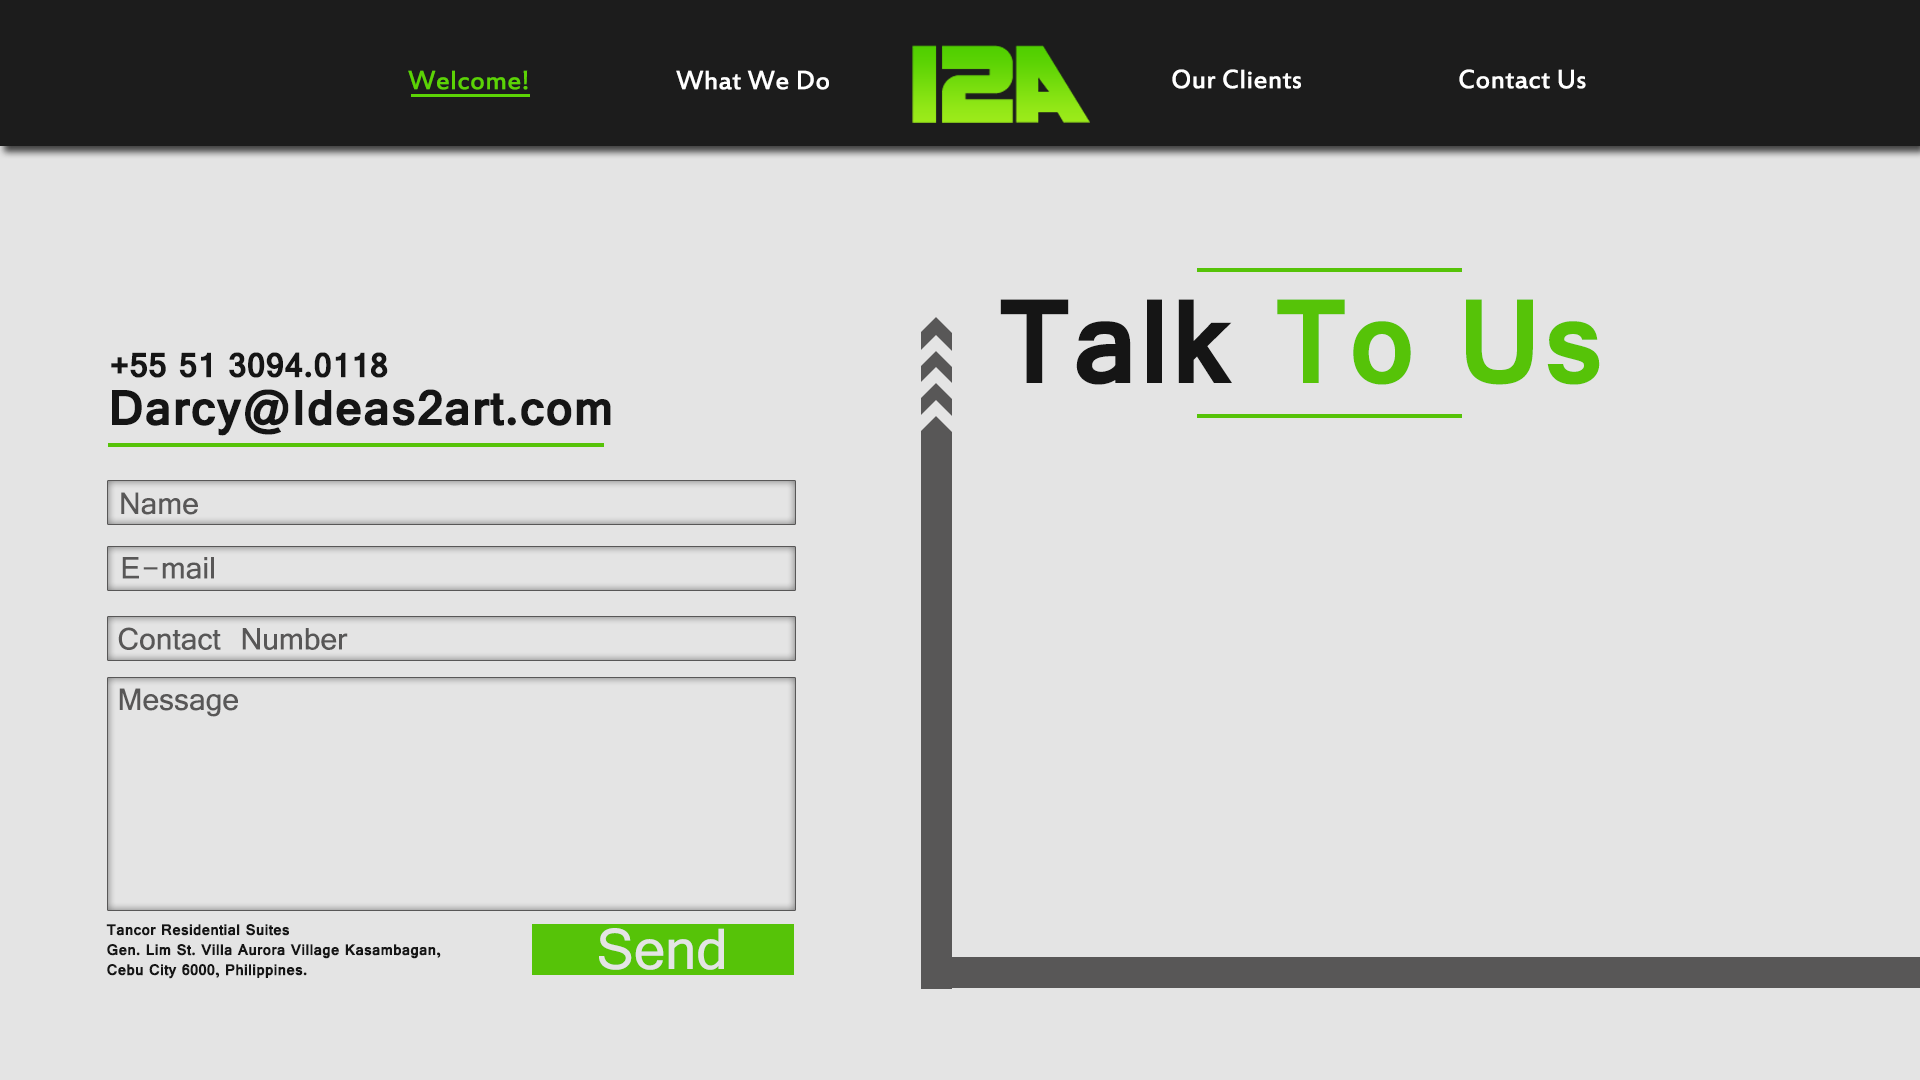 Welcome!
What We Do
I2A
Our Clients
Contact Us
Talk To Us
+55 51 3094.0118
Darcy@Ideas2art.com
Name
E-mail
Contact Number
Message
Tancor Residential Suites
Gen. Lim St. Villa Aurora Village Kasambagan,
Cebu City 6000, Philippines.
Send